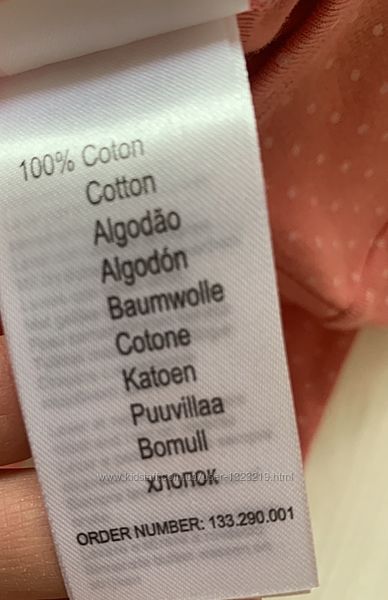 100% Coton
Cotton
Algodão
Algodón
Baumwolle
Cotone
Katoen
Puuvillaa
Bomull
хлопок
ORDER NUMBER: 133.290.001